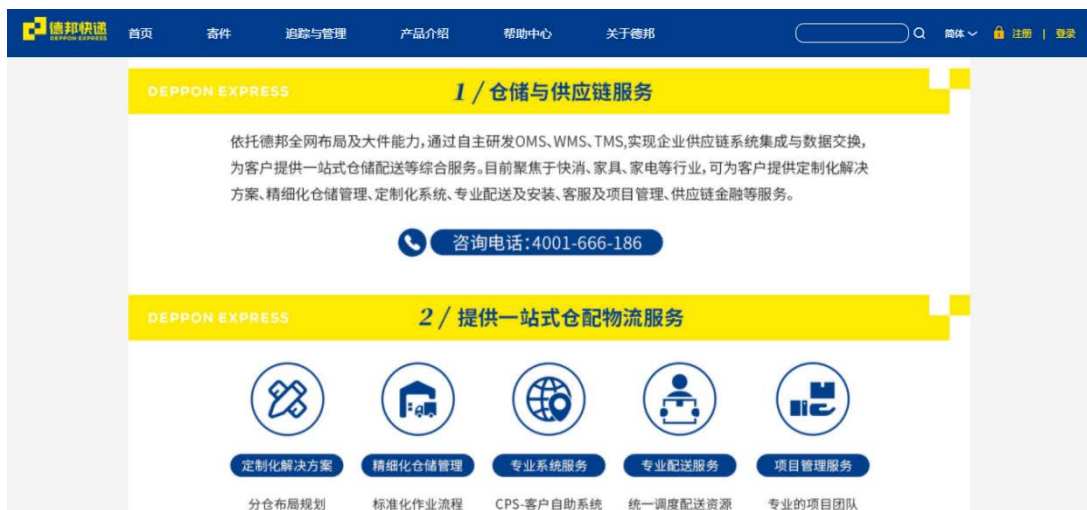 德邦快递
DEPPON EXPRESS
首页 寄件 追踪与管理 产品介绍 帮助中心 关于德邦 简体 注册 | 登录
DEPPON EXPRESS 1 / 仓储与供应链服务
依托德邦全网布局及大件能力,通过自主研发OMS、WMS、TMS,实现企业供应链系统集成与数据交换,
为客户提供一站式仓储配送等综合服务。目前聚焦于快消、家具、家电等行业,可为客户提供定制化解决
方案、精细化仓储管理、定制化系统、专业配送及安装、客服及项目管理、供应链金融等服务。
咨询电话:4001-666-186
DEPPON EXPRESS 2 / 提供一站式仓配物流服务
定制化解决方案 精细化仓储管理 专业系统服务 专业配送服务 项目管理服务
分仓布局规划 标准化作业流程 CPS-客户自助系统 统一调度配送资源 专业的项目团队